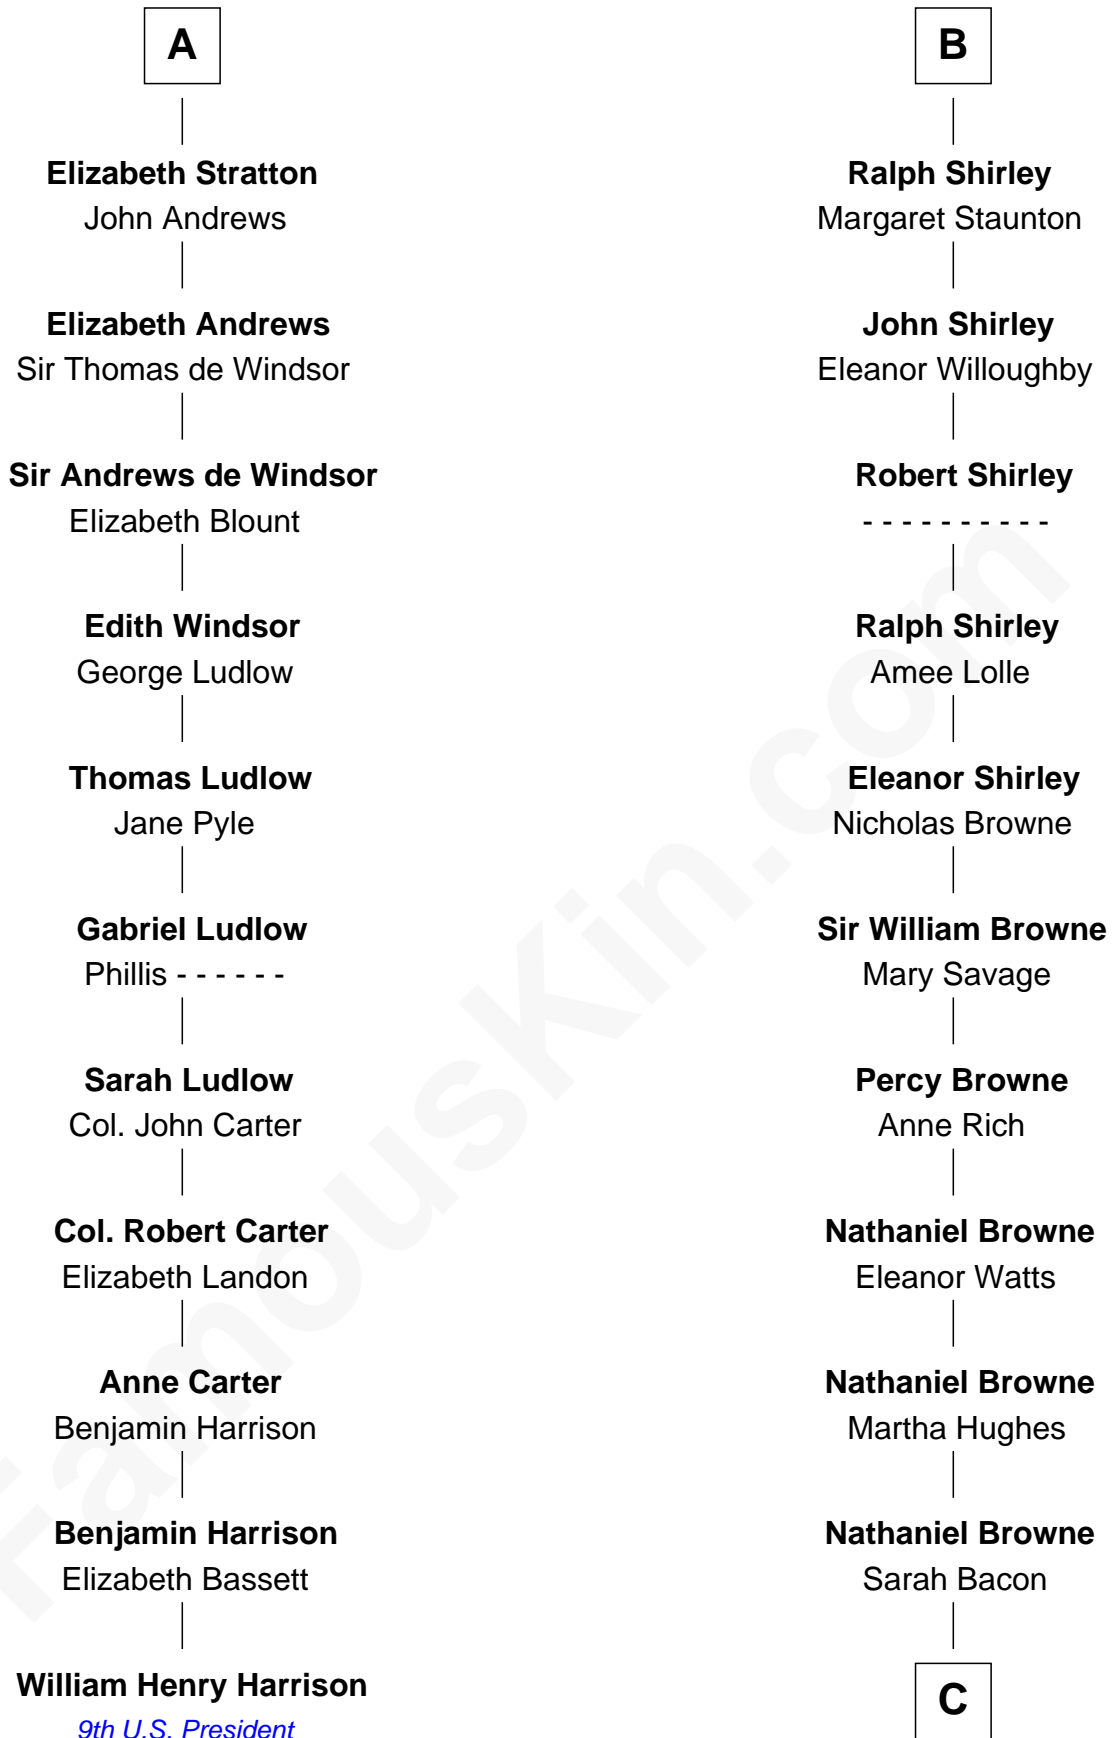 A
Elizabeth Stratton
John Andrews
Elizabeth Andrews
Sir Thomas de Windsor
Sir Andrews de Windsor
Elizabeth Blount
Edith Windsor
George Ludlow
Thomas Ludlow
Jane Pyle
Gabriel Ludlow
Phillis - - - - - -
Sarah Ludlow
Col. John Carter
Col. Robert Carter
Elizabeth Landon
Anne Carter
Benjamin Harrison
Benjamin Harrison
Elizabeth Bassett
William Henry Harrison
9th U.S. President
B
Ralph Shirley
Margaret Staunton
John Shirley
Eleanor Willoughby
Robert Shirley
- - - - - - - - - -
Ralph Shirley
Amee Lolle
Eleanor Shirley
Nicholas Browne
Sir William Browne
Mary Savage
Percy Browne
Anne Rich
Nathaniel Browne
Eleanor Watts
Nathaniel Browne
Martha Hughes
Nathaniel Browne
Sarah Bacon
C
FamousKin.com